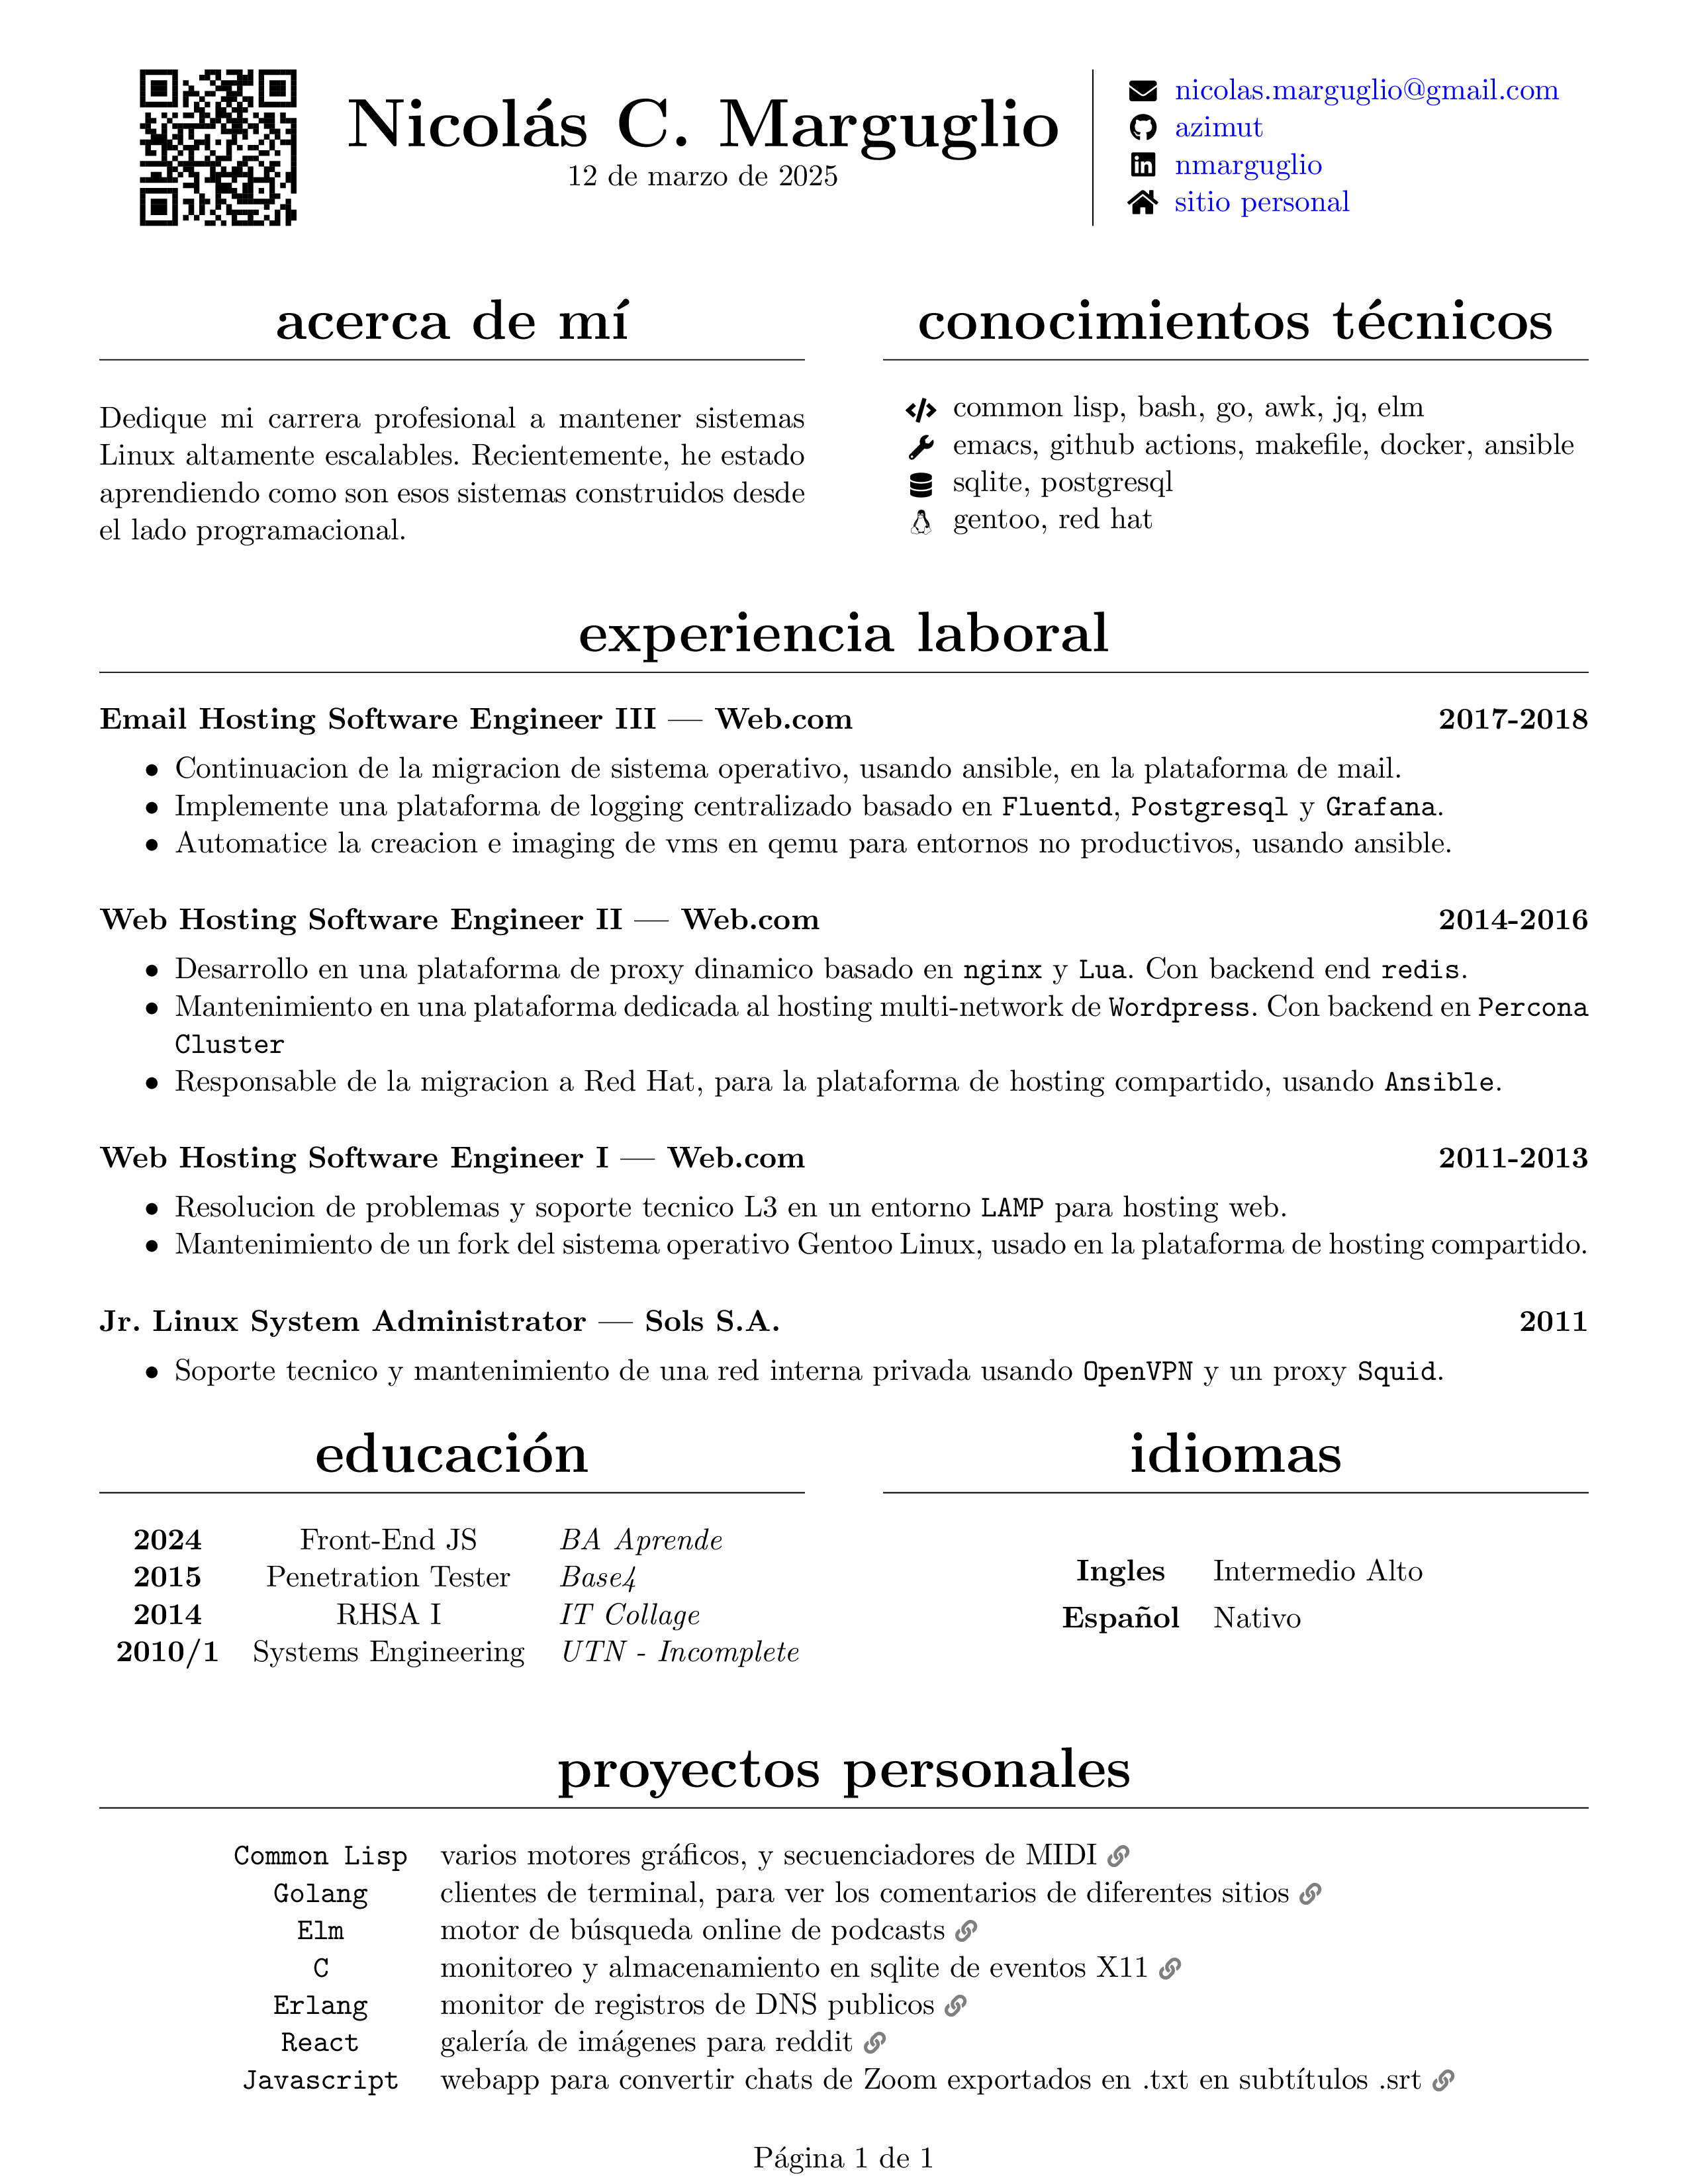 Nicolás C. Marguglio
12 de marzo de 2025
nicolas.marguglio@gmail.com
azimut
nmarguglio
sitio personal
acerca de mí
Dedique mi carrera profesional a mantener sistemas
Linux altamente escalables. Recientemente, he estado
aprendiendo como son esos sistemas construidos desde
el lado programacional.
conocimientos técnicos
common lisp, bash, go, awk, jq, elm
emacs, github actions, makefile, docker, ansible
sqlite, postgresql
gentoo, red hat
experiencia laboral
Email Hosting Software Engineer III — Web.com 2017-2018
• Continuacion de la migracion de sistema operativo, usando ansible, en la plataforma de mail.
• Implemente una plataforma de logging centralizado basado en Fluentd, Postgresql y Grafana.
• Automatice la creacion e imaging de vms en qemu para entornos no productivos, usando ansible.
Web Hosting Software Engineer II — Web.com 2014-2016
• Desarrollo en una plataforma de proxy dinamico basado en nginx y Lua. Con backend end redis.
• Mantenimiento en una plataforma dedicada al hosting multi-network de Wordpress. Con backend en Percona
Cluster
• Responsable de la migracion a Red Hat, para la plataforma de hosting compartido, usando Ansible.
Web Hosting Software Engineer I — Web.com 2011-2013
• Resolucion de problemas y soporte tecnico L3 en un entorno LAMP para hosting web.
• Mantenimiento de un fork del sistema operativo Gentoo Linux, usado en la plataforma de hosting compartido.
Jr. Linux System Administrator — Sols S.A. 2011
• Soporte tecnico y mantenimiento de una red interna privada usando OpenVPN y un proxy Squid.
educación
2024 Front-End JS BA Aprende
2015 Penetration Tester Base4
2014 RHSA I IT Collage
2010/1 Systems Engineering UTN - Incomplete
idiomas
Ingles Intermedio Alto
Español Nativo
proyectos personales
Common Lisp varios motores gráficos, y secuenciadores de MIDI
Golang clientes de terminal, para ver los comentarios de diferentes sitios
Elm motor de búsqueda online de podcasts
C monitoreo y almacenamiento en sqlite de eventos X11
Erlang monitor de registros de DNS publicos
React galería de imágenes para reddit
Javascript webapp para convertir chats de Zoom exportados en .txt en subtítulos .srt
Página 1 de 1